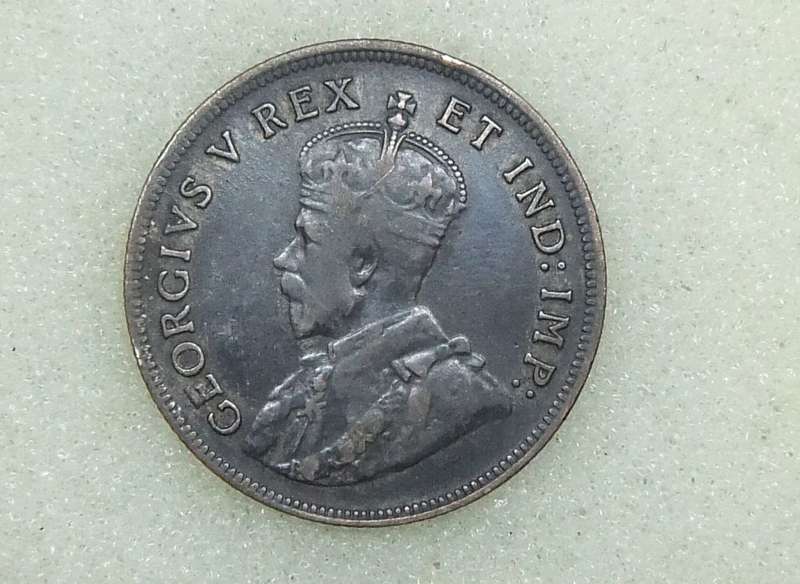 GEORGIVS V REX ET IND: IMP: